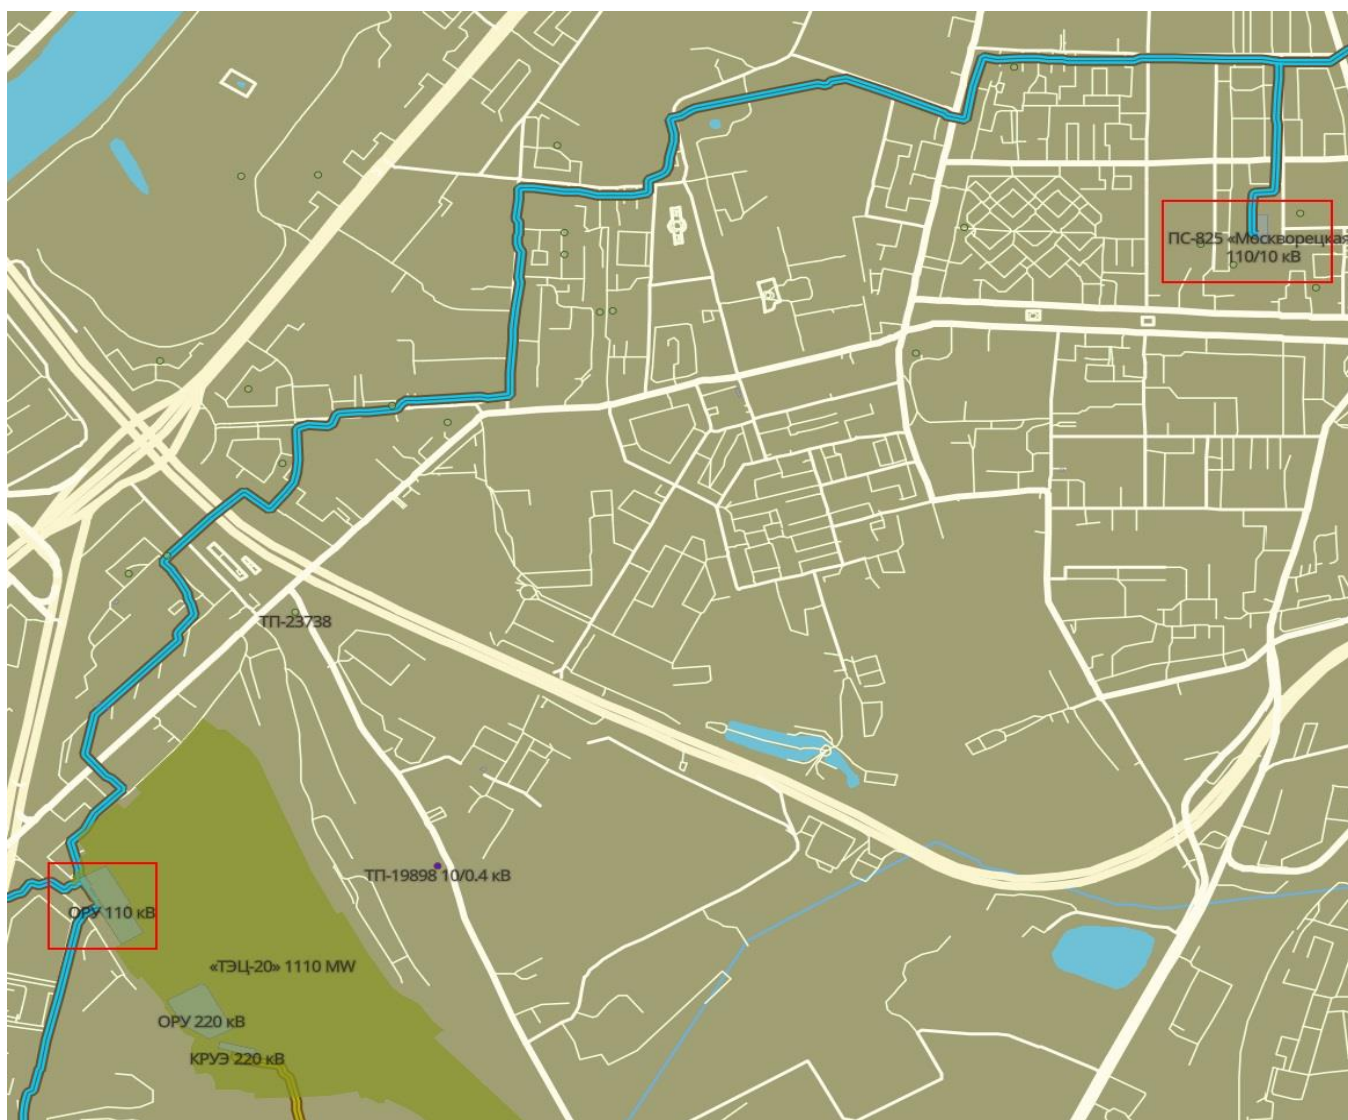 ПС-825 «Москворецкая
110/10 кВ
ТП-23738
ТП-19898 10/0.4 кВ
ОРУ 110 кВ
«ТЭЦ-20» 1110 MW
ОРУ 220 кВ
КРУЭ 220 кВ